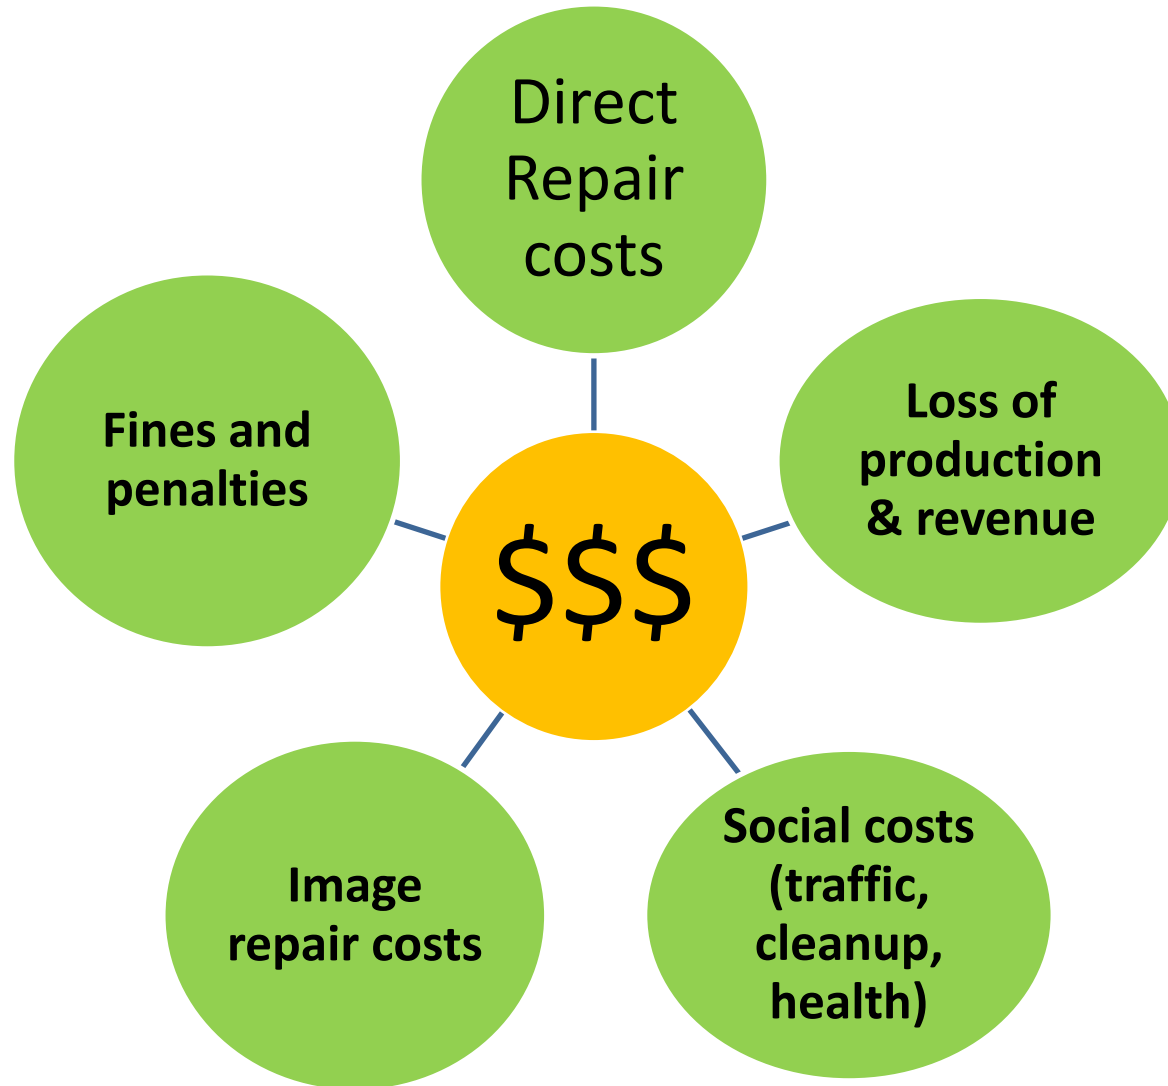 Direct
Repair
costs
Loss of
production
& revenue
Social costs
(traffic,
cleanup,
health)
Image
repair costs
Fines and
penalties
$$$